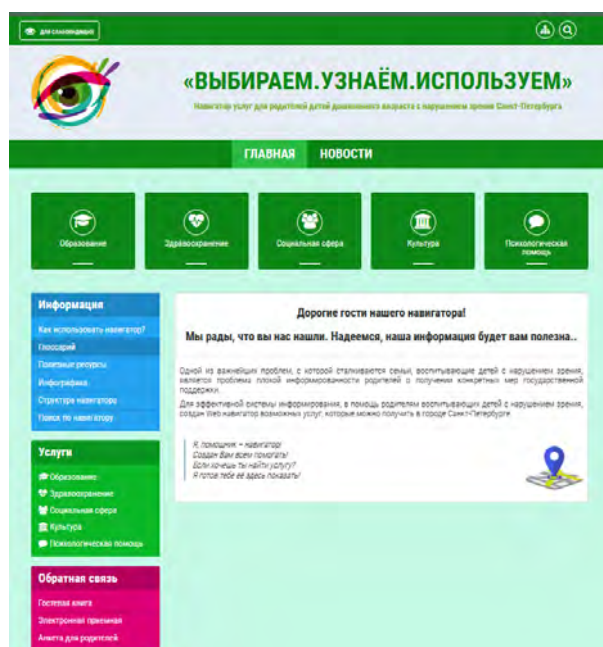 ДЛЯ СЛАБОВИДЯЩИХ
«ВЫБИРАЕМ.УЗНАЁМ.ИСПОЛЬЗУЕМ»
Навигатор услуг для родителей детей дошкольного возраста с нарушением зрения Санкт-Петербурга
ГЛАВНАЯ НОВОСТИ
Образование
Здравоохранение
Социальная сфера
Культура
Психологическая
помощь
Информация
Как использовать навигатор?
Глоссарий
Полезные ресурсы
Инфографика
Структура навигатора
Поиск по навигатору
Дорогие гости нашего навигатора!
Мы рады, что вы нас нашли. Надеемся, наша информация будет вам полезна..
Одной из важнейших проблем, с которой сталкиваются семьи, воспитывающие детей с нарушением зрения,
является проблема плохой информированности родителей о получении конкретных мер государственной
поддержки.
Для эффективной системы информирования, в помощь родителям воспитывающих детей с нарушением зрения,
создан Web навигатор возможных услуг, которые можно получить в городе Санкт-Петербурге
Я, помощник – навигатор!
Создан Вам всем помогать!
Если хочешь ты найти услугу?
Я готов тебе её здесь показать!
Услуги
Образование
Здравоохранение
Социальная сфера
Культура
Психологическая помощь
Обратная связь
Гостевая книга
Электронная приемная
Анкета для родителей